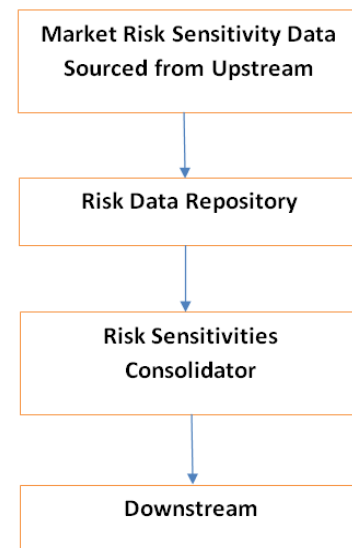 Market Risk Sensitivity Data
Sourced from Upstream
Risk Data Repository
Risk Sensitivities
Consolidator
Downstream